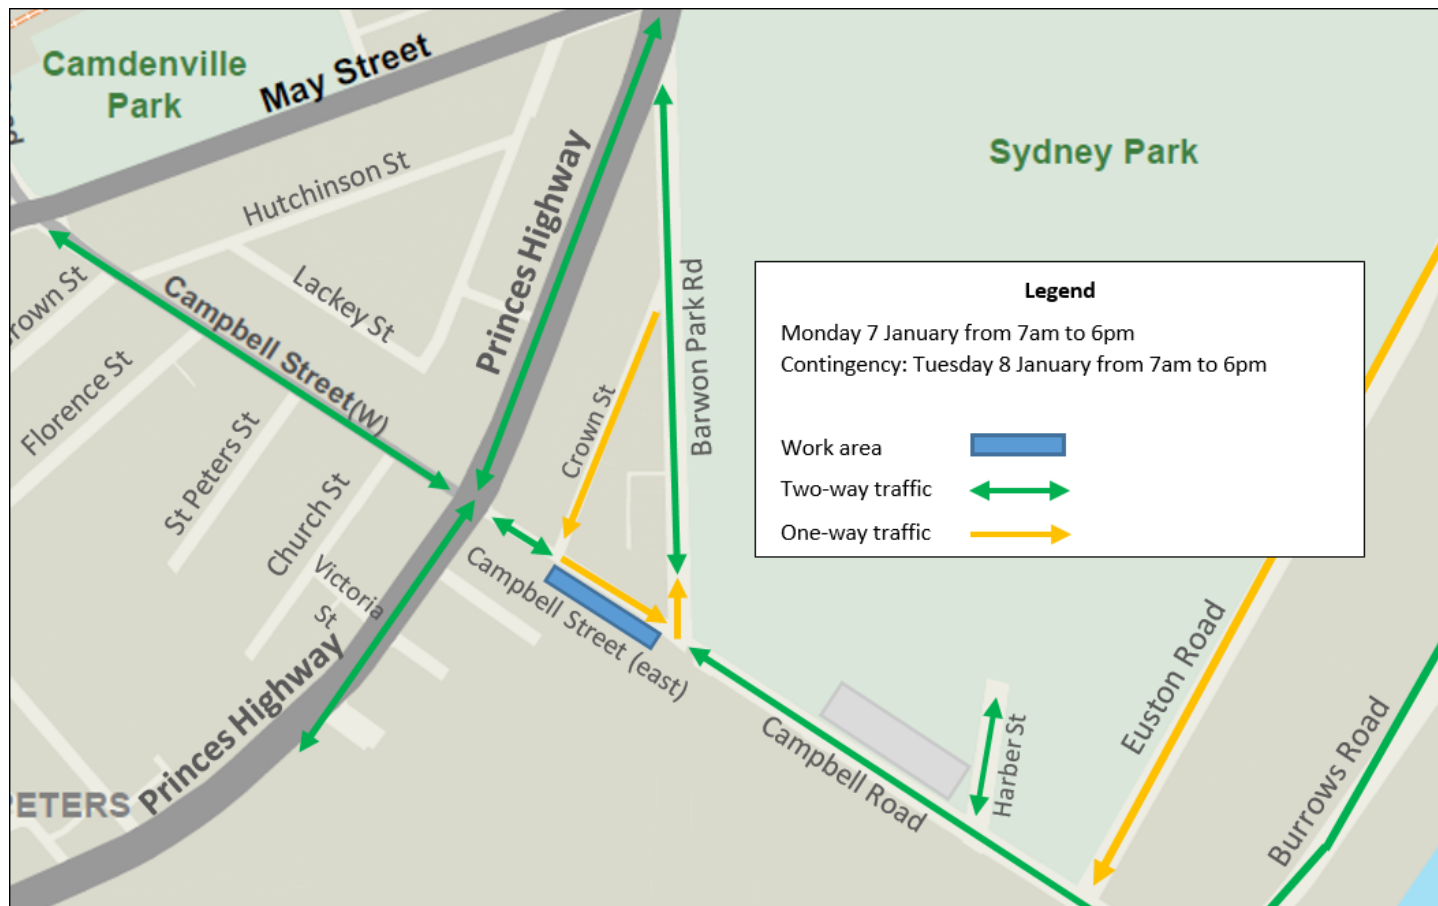 Camdenville
Park
May Street
Sydney Park
Hutchinson St
Princes Highway
Lackey St
Campbell Street(W)
Barwon Park Rd
Florence St
St Peters St
Church St
Victoria
St
Crown St
Campbell Street (east)
Princes Highway
PETERS
Campbell Road
Harber St
Euston Road
Burrows Road
Legend
Monday 7 January from 7am to 6pm
Contingency: Tuesday 8 January from 7am to 6pm
Work area
Two-way traffic
One-way traffic